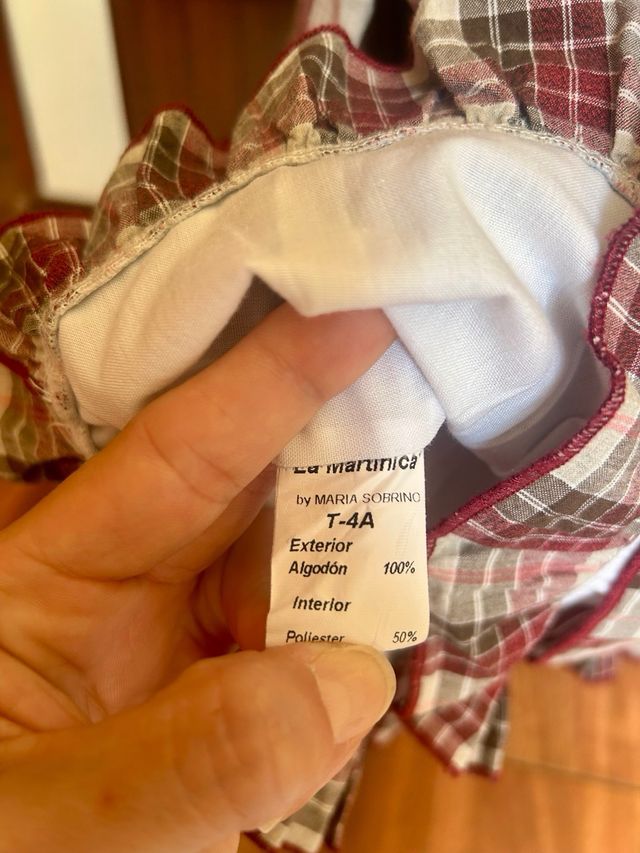 La Martinica
by MARIA SOBRINO
T-4A
Exterior
Algodón 100%
Interior
Poliester 50%